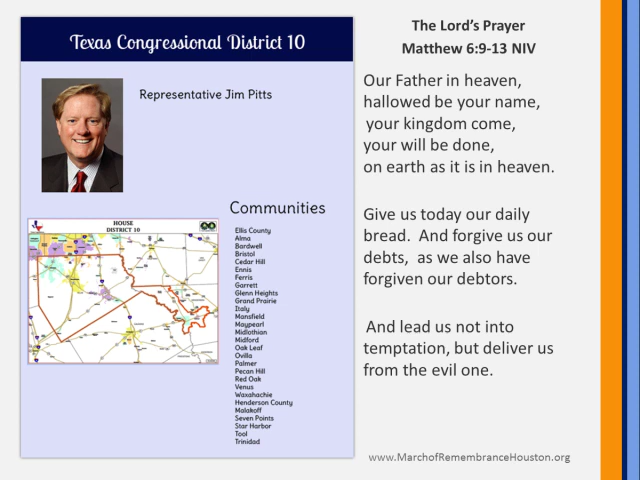 Texas Congressional District 10
Representative Jim Pitts
Communities
HOUSE
DISTRICT 10
Ellis County
Alma
Bardwell
Bristol
Cedar Hill
Ennis
Ferris
Garrett
Glenn Heights
Grand Prairie
Italy
Mansfield
Maypearl
Midlothian
Midford
Oak Leaf
Ovilla
Palmer
Pecan Hill
Red Oak
Venus
Waxahachie
Henderson County
Malakoff
Seven Points
Star Harbor
Tool
Trinidad
The Lord's Prayer
Matthew 6:9-13 NIV
Our Father in heaven,
hallowed be your name,
your kingdom come,
your will be done,
on earth as it is in heaven.
Give us today our daily
bread. And forgive us our
debts, as we also have
forgiven our debtors.
And lead us not into
temptation, but deliver us
from the evil one.
www.MarchofRemembranceHouston.org